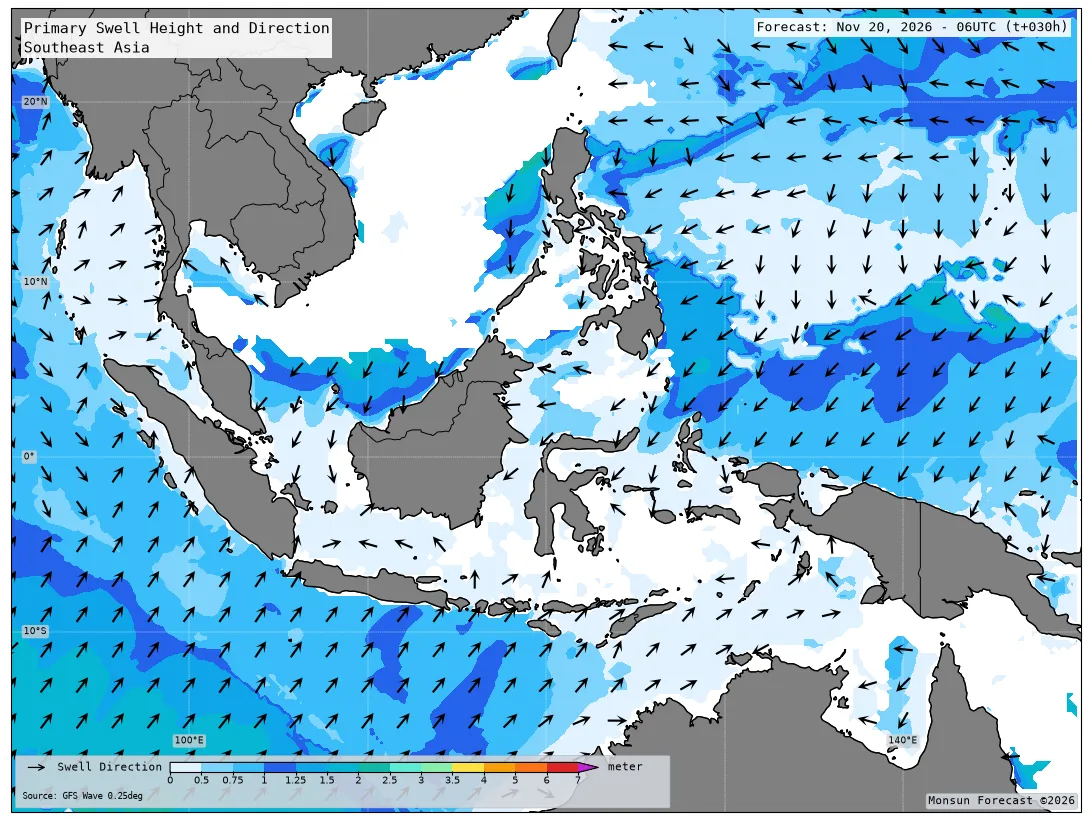 Primary Swell Height and Direction
Southeast Asia
Forecast: Nov 20, 2026 - 06UTC (t+030h)
20°N
10°N
0°
10°S
100°E
140°E
Swell Direction
0 0.5 0.75 1 1.25 1.5 2 2.5 3 3.5 4 5 6 7
meter
Source: GFS Wave 0.25deg
Monsun Forecast ©2026